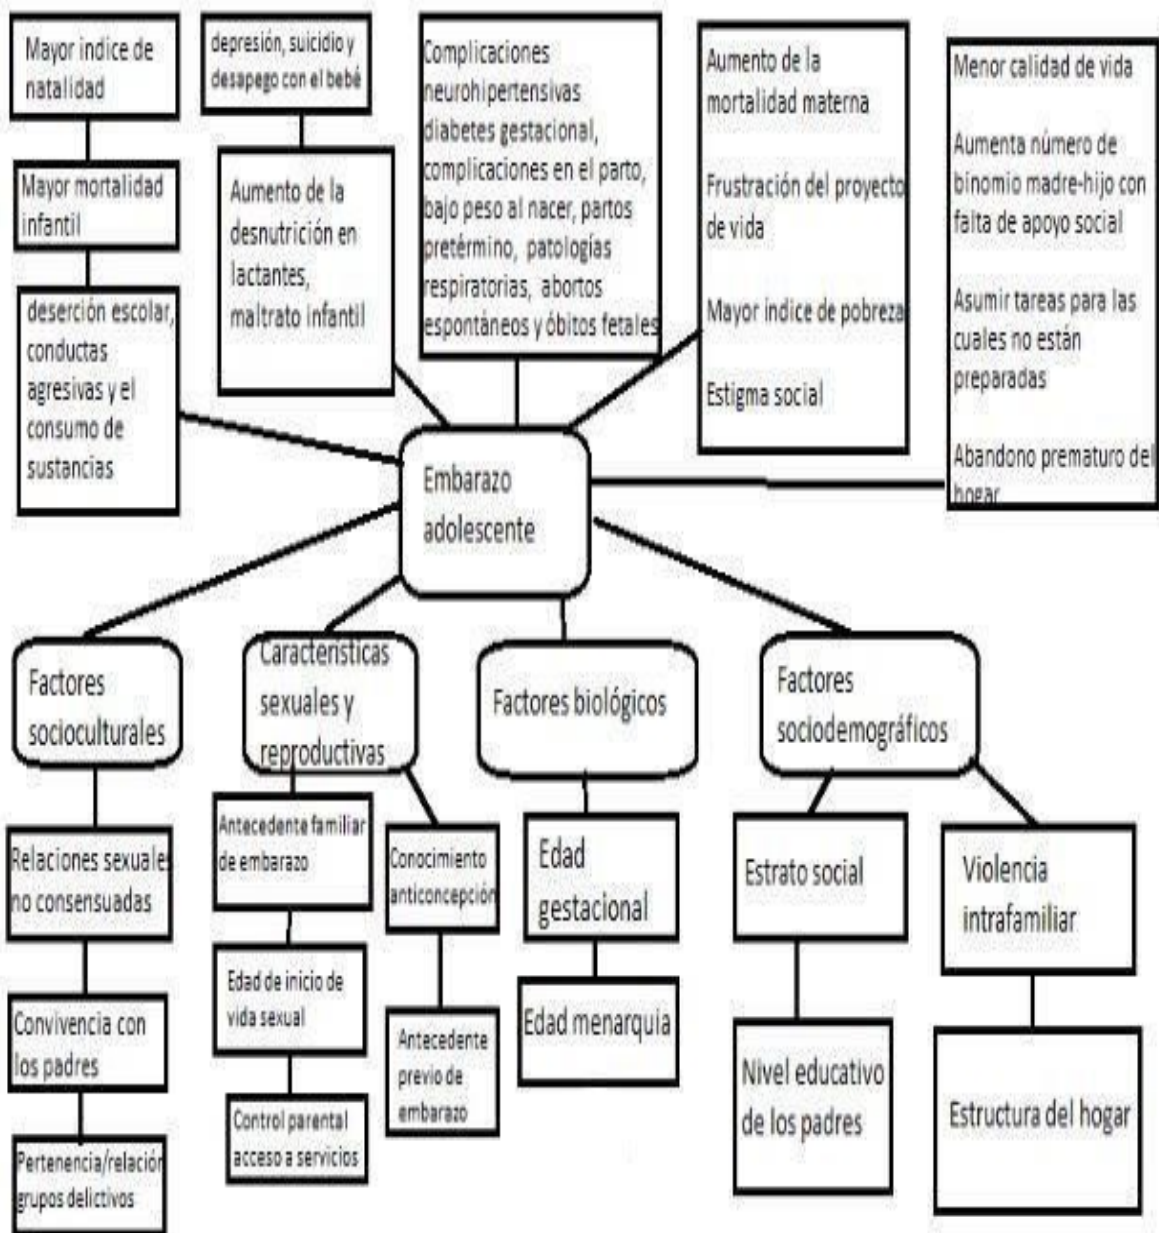 Mayor indice de
natalidad
Mayor mortalidad
infantil
deserción escolar,
conductas
agresivas y el
consumo de
sustancias
depresión, suicidio y
desapego con el bebé
Aumento de la
desnutrición en
lactantes,
maltrato infantil
Complicaciones
neurohipertensivas
diabetes gestacional,
complicaciones en el parto,
bajo peso al nacer, partos
pretérmino, patologías
respiratorias, abortos
espontáneos y óbitos fetales
Aumento de la
mortalidad materna
Frustración del proyecto
de vida
Mayor indice de pobreza
Estigma social
Menor calidad de vida
Aumenta número de
binomio madre-hijo con
falta de apoyo social
Asumir tareas para las
cuales no están
preparadas
Abandono prematuro del
hogar
Embarazo
adolescente
Factores
socioculturales
Relaciones sexuales
no consensuadas
Convivencia con
los padres
Pertenencia/relación
grupos delictivos
Características
sexuales y
reproductivas
Antecedente familiar
de embarazo
Edad de inicio de
vida sexual
Control parental
acceso a servicios
Conocimiento
anticoncepción
Antecedente
previo de
embarazo
Factores biológicos
Edad
gestacional
Edad menarquia
Factores
sociodemográficos
Estrato social
Nivel educativo
de los padres
Violencia
intrafamiliar
Estructura del hogar